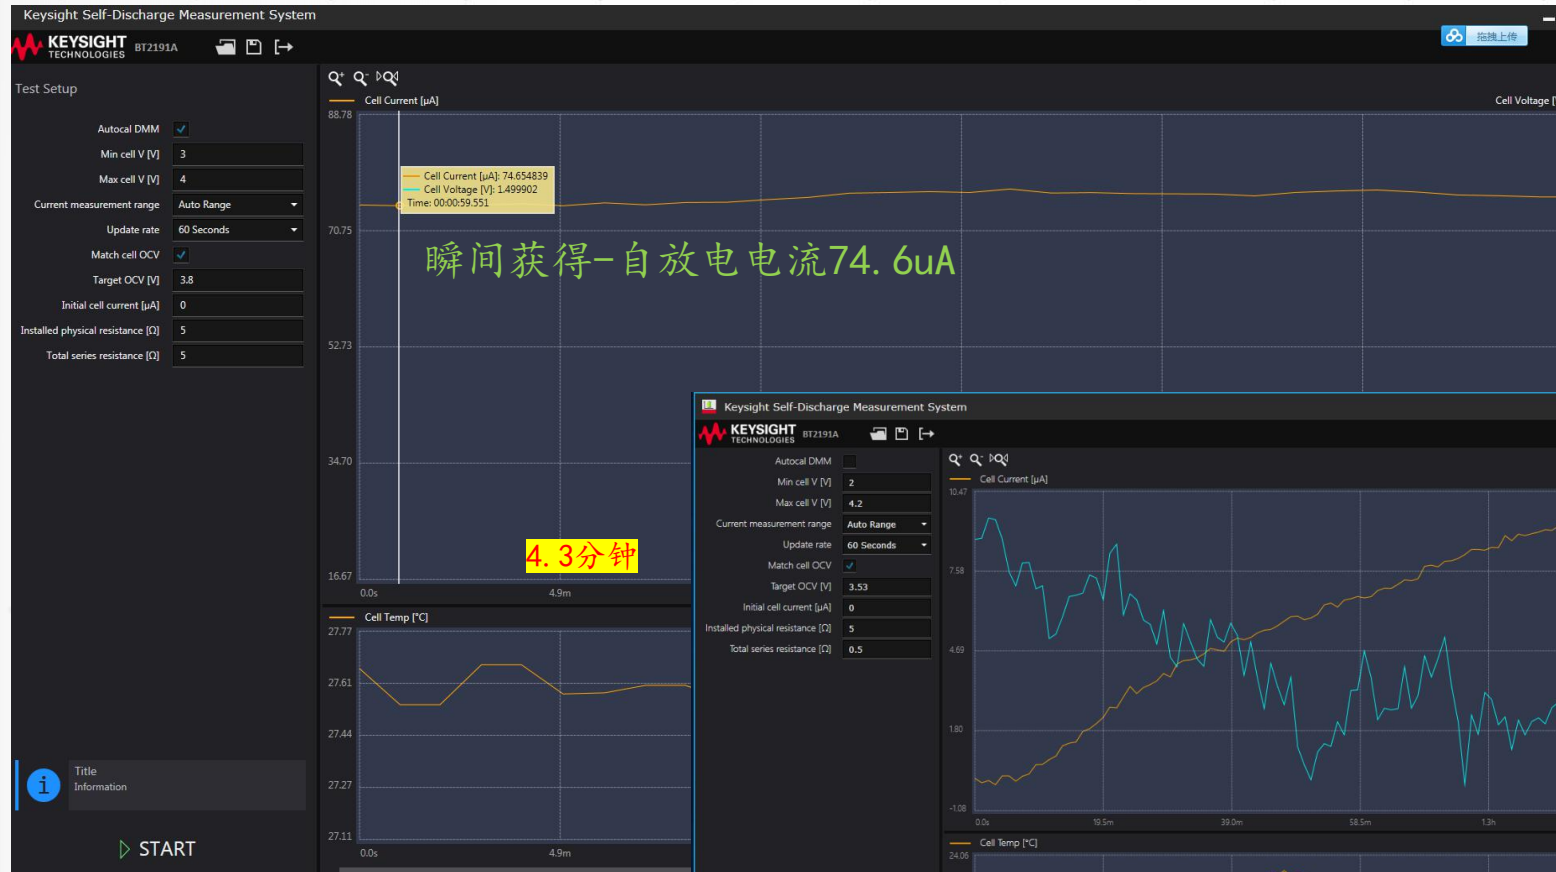 Keysight Self-Discharge Measurement System
KEYSIGHT TECHNOLOGIES BT2191A
拖拽上传
Test Setup
Autocal DMM
Min cell V [V] 3
Max cell V [V] 4
Current measurement range Auto Range
Update rate 60 Seconds
Match cell OCV
Target OCV [V] 3.8
Initial cell current [µA] 0
Installed physical resistance [Ω] 5
Total series resistance [Ω] 5
Title
Information
START
Cell Current [µA]
Cell Voltage [
88.78
70.75
52.73
34.70
16.67
0.0s 4.9m
Cell Current [µA]: 74.654839
Cell Voltage [V]: 1.499902
Time: 00:00:59.551
瞬间获得-自放电电流74.6uA
4.3分钟
Cell Temp [°C]
27.77
27.61
27.44
27.27
27.11
0.0s 4.9m
Keysight Self-Discharge Measurement System
KEYSIGHT TECHNOLOGIES BT2191A
Autocal DMM
Min cell V [V] 2
Max cell V [V] 4.2
Current measurement range Auto Range
Update rate 60 Seconds
Match cell OCV
Target OCV [V] 3.53
Initial cell current [µA] 0
Installed physical resistance [Ω] 5
Total series resistance [Ω] 0.5
Cell Current [µA]
10.47
7.58
4.69
1.80
-1.08
0.0s 19.5m 39.0m 58.5m 1.3h
Cell Temp [°C]
24.06